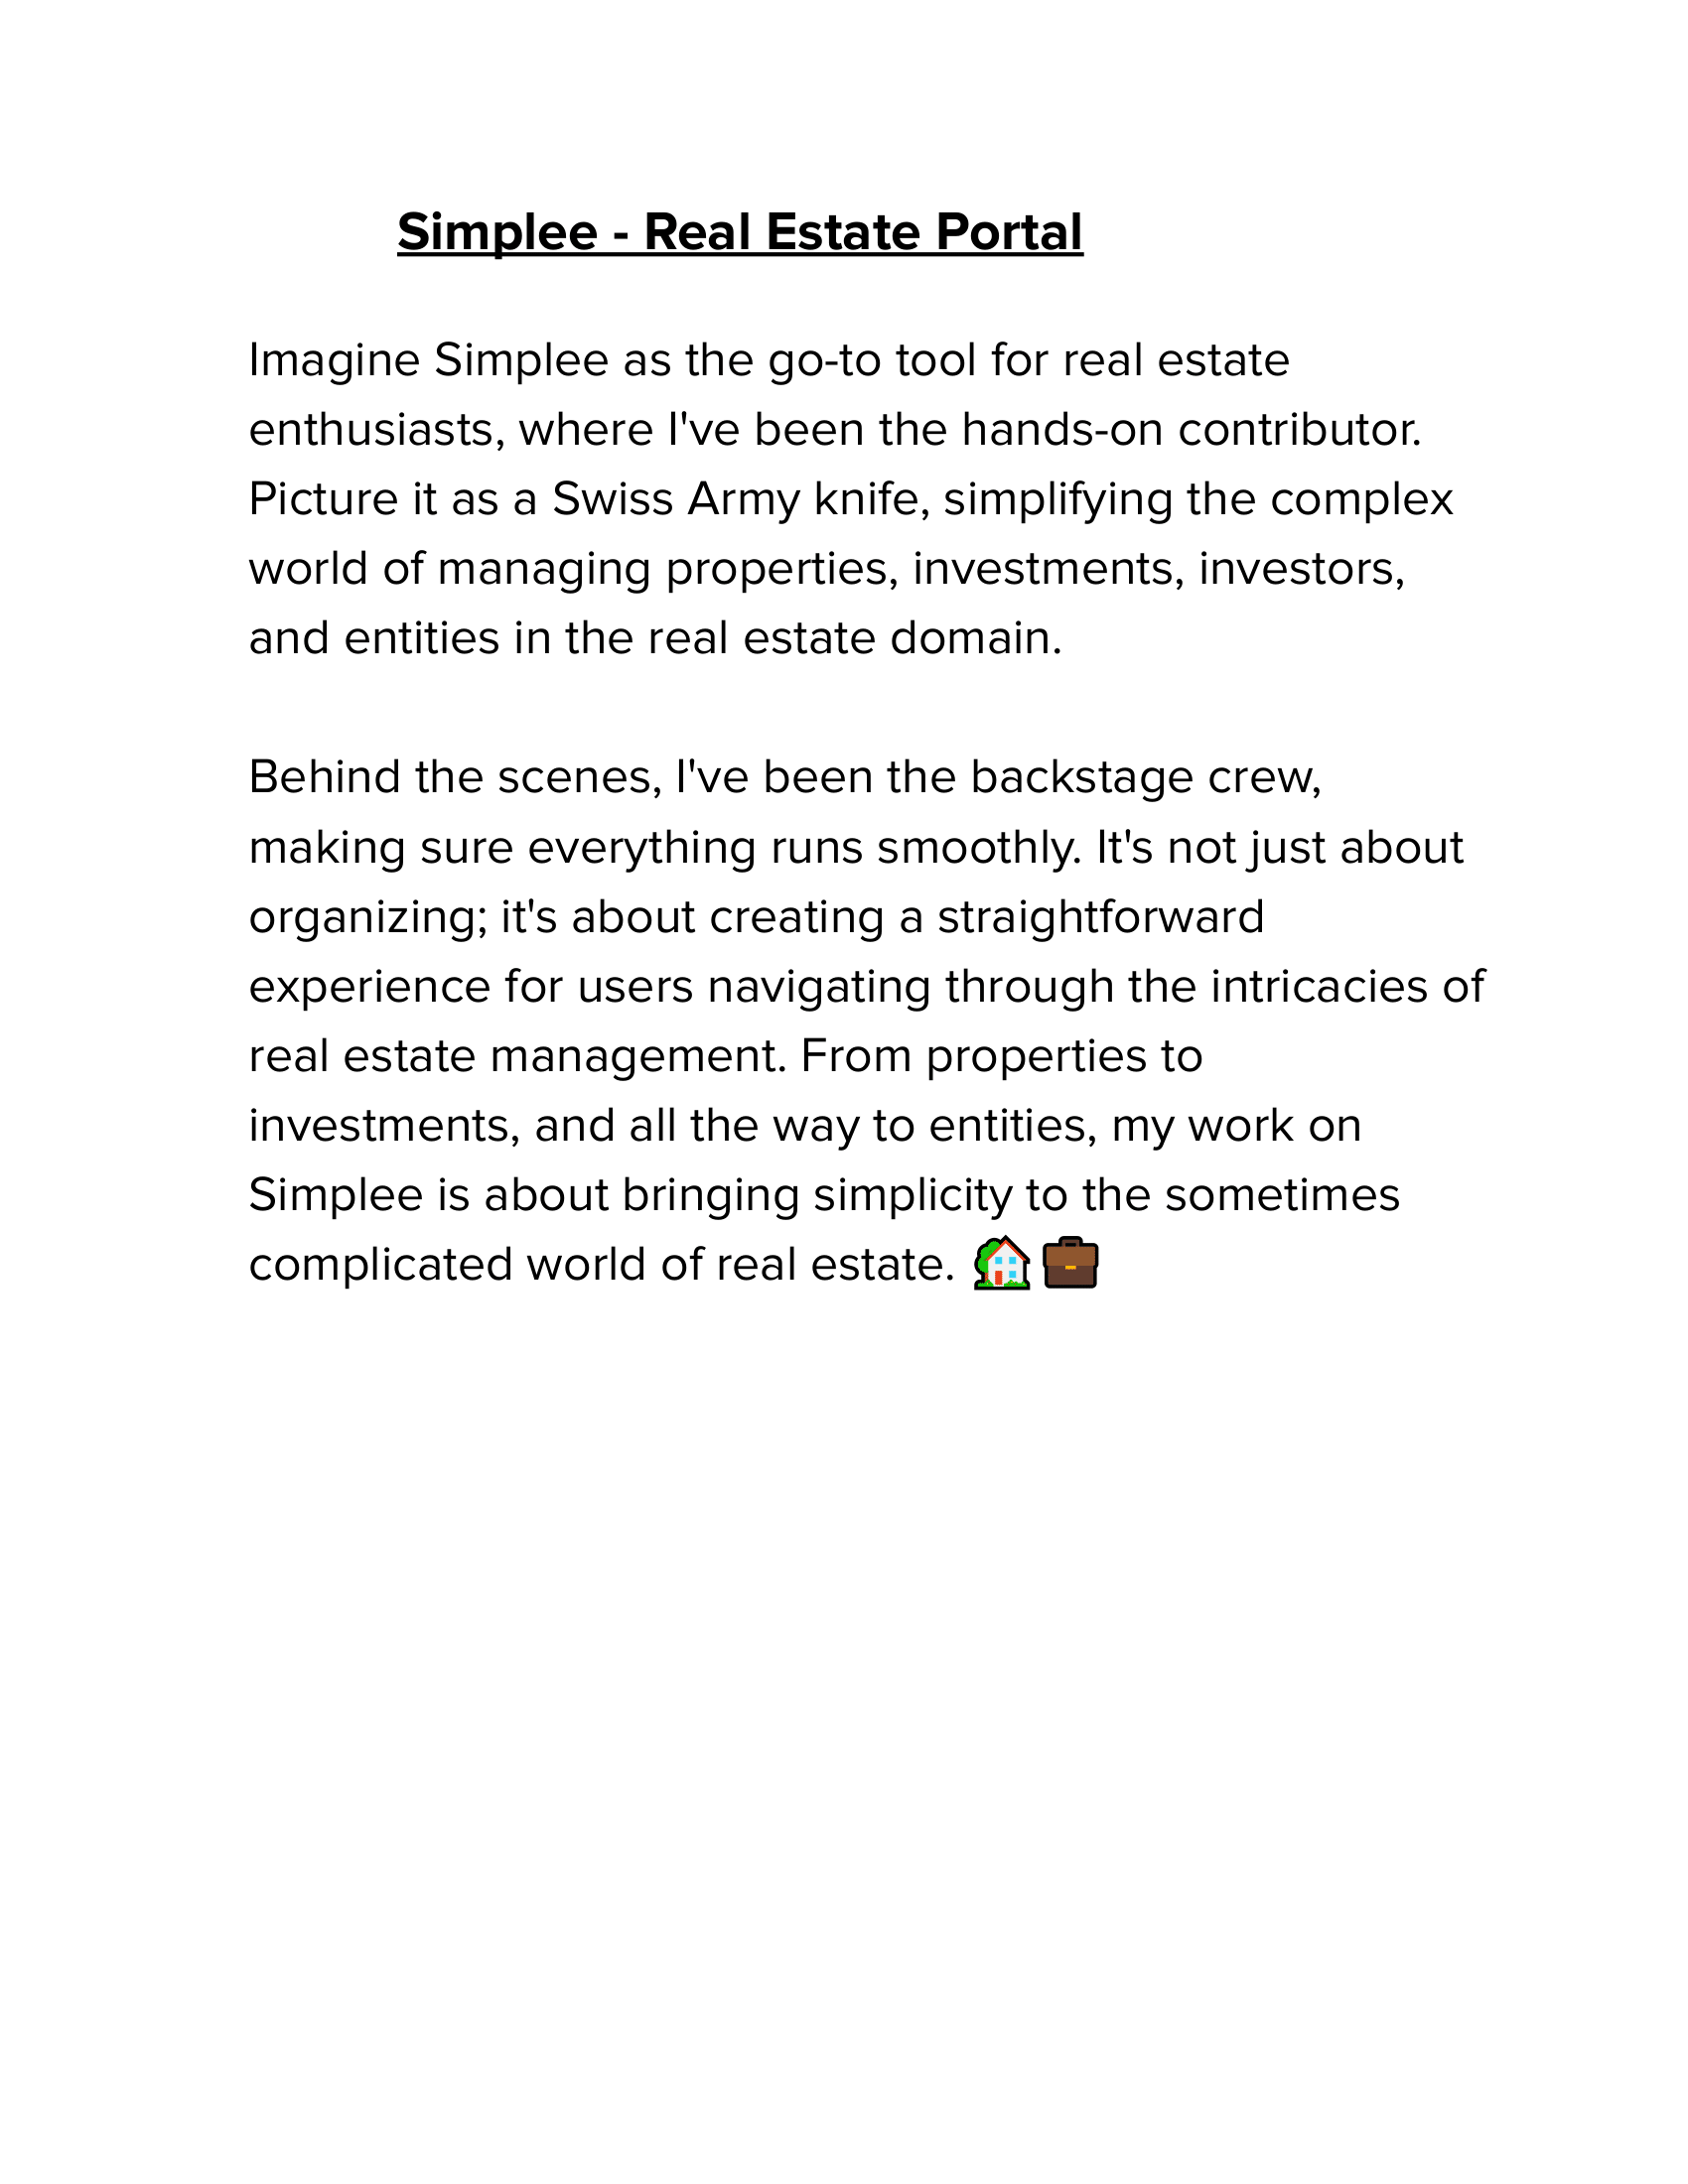 Simplee - Real Estate Portal
Imagine Simplee as the go-to tool for real estate
enthusiasts, where I've been the hands-on contributor.
Picture it as a Swiss Army knife, simplifying the complex
world of managing properties, investments, investors,
and entities in the real estate domain.
Behind the scenes, I've been the backstage crew,
making sure everything runs smoothly. It's not just about
organizing; it's about creating a straightforward
experience for users navigating through the intricacies of
real estate management. From properties to
investments, and all the way to entities, my work on
Simplee is about bringing simplicity to the sometimes
complicated world of real estate. 🏡 💼